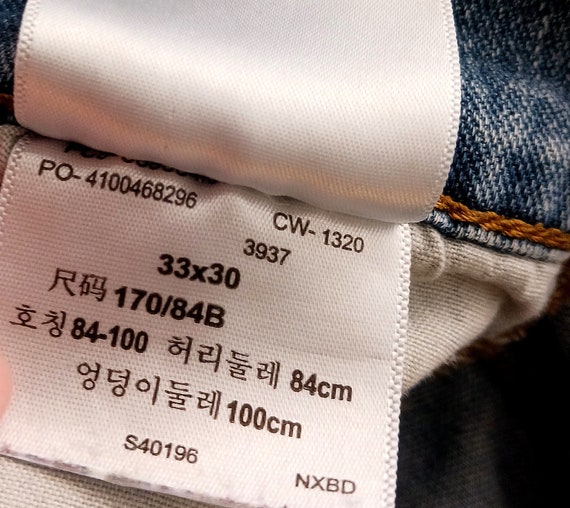 PO- 4100468296
CW- 1320
3937
33x30
尺码 170/84B
호칭 84-100 허리둘레 84cm
엉덩이둘레 100cm
S40196
NXBD